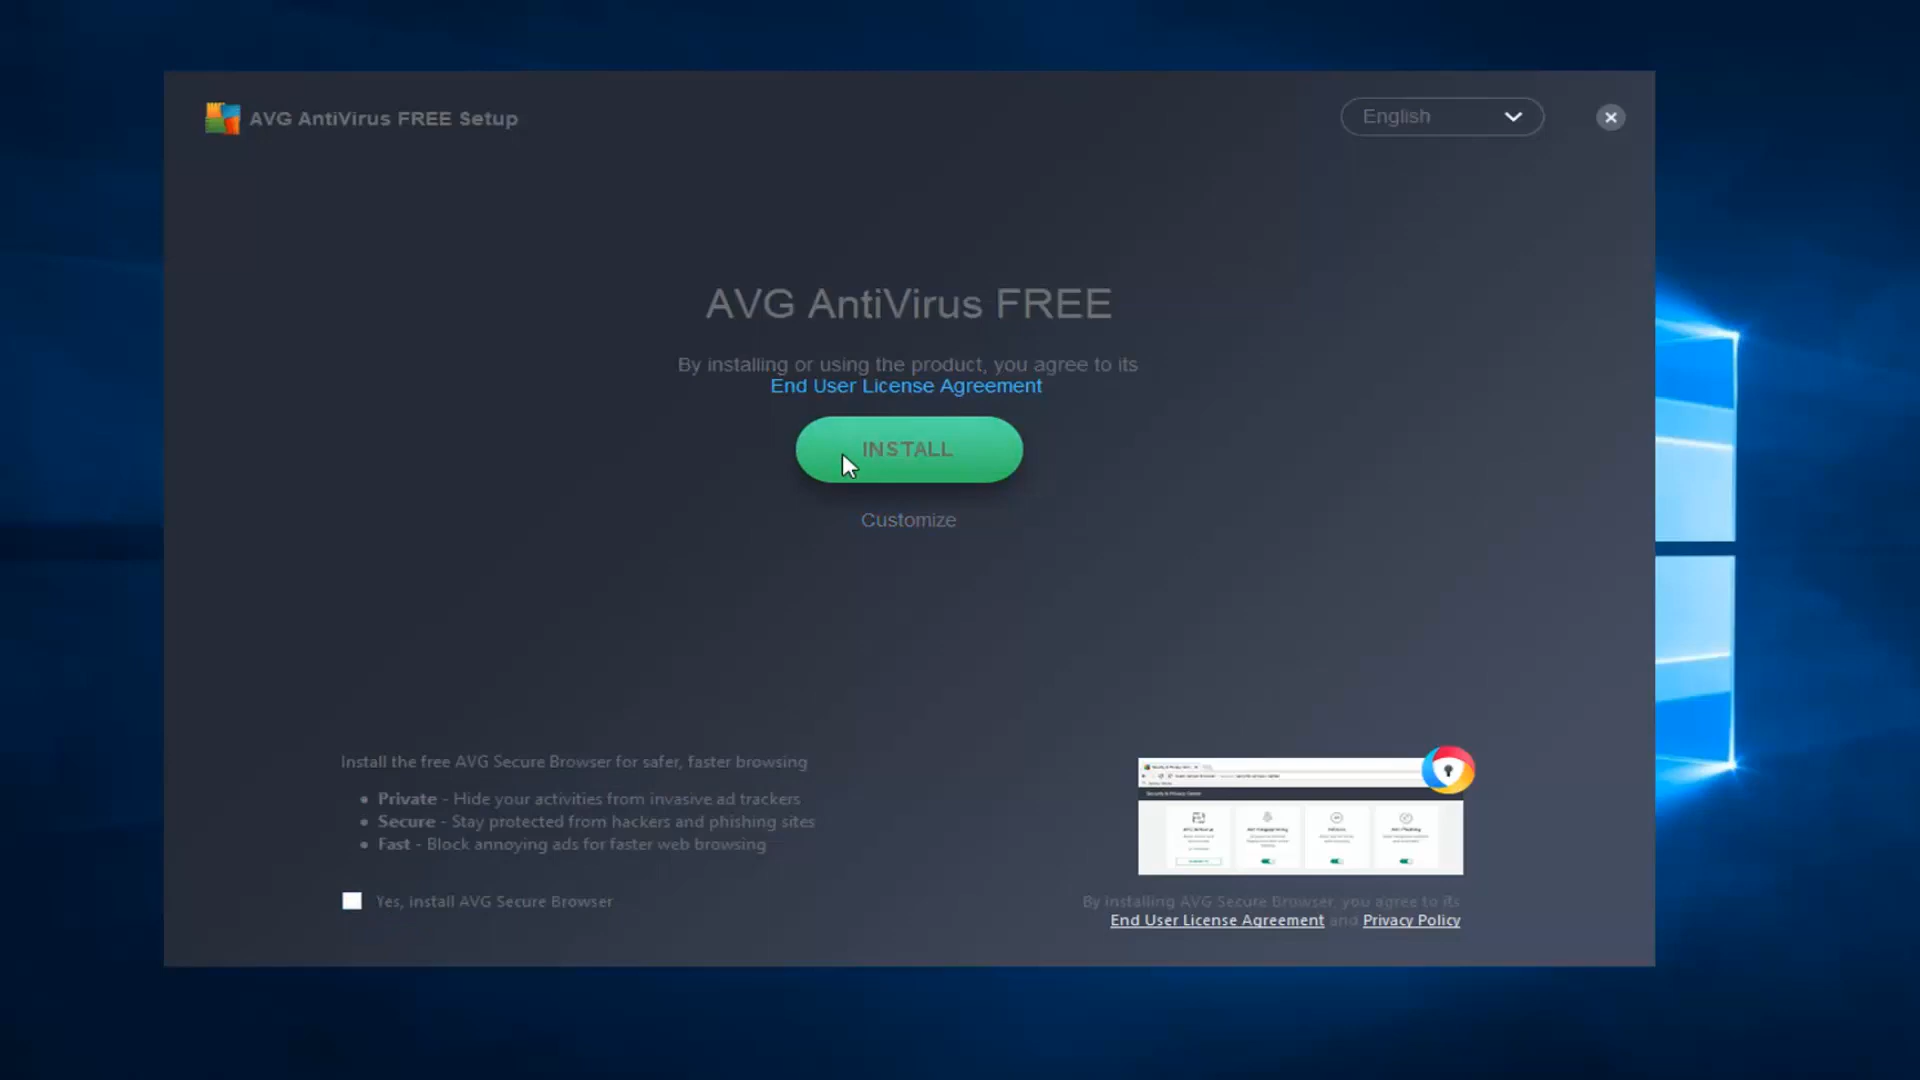 AVG AntiVirus FREE Setup
English
AVG AntiVirus FREE
By installing or using the product, you agree to its
End User License Agreement
INSTALL
Customize
Install the free AVG Secure Browser for safer, faster browsing
• Private - Hide your activities from invasive ad trackers
• Secure - Stay protected from hackers and phishing sites
• Fast - Block annoying ads for faster web browsing
Yes, install AVG Secure Browser
By installing AVG Secure Browser, you agree to its
End User License Agreement and Privacy Policy